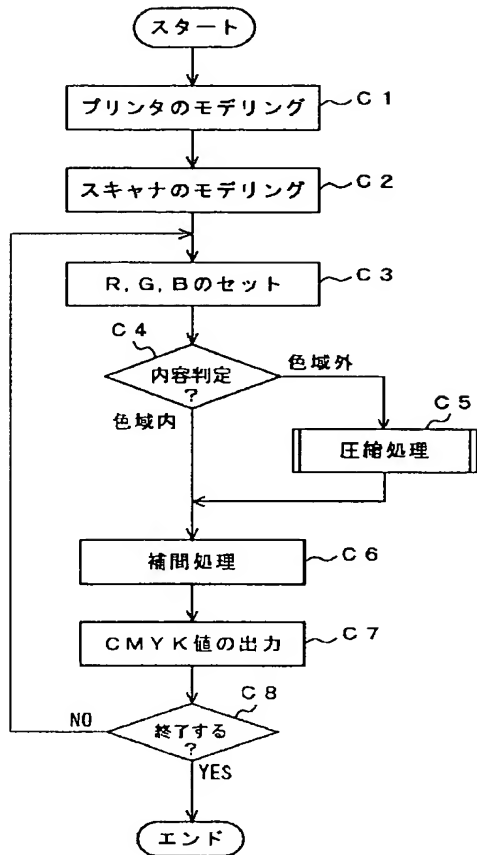 スタート
プリンタのモデリング
C1
スキャナのモデリング
C2
R,G,Bのセット
C3
C4
内容判定
?
色域外
色域内
C5
圧縮処理
補間処理
C6
CMYK値の出力
C7
C8
終了する
?
NO
YES
エンド